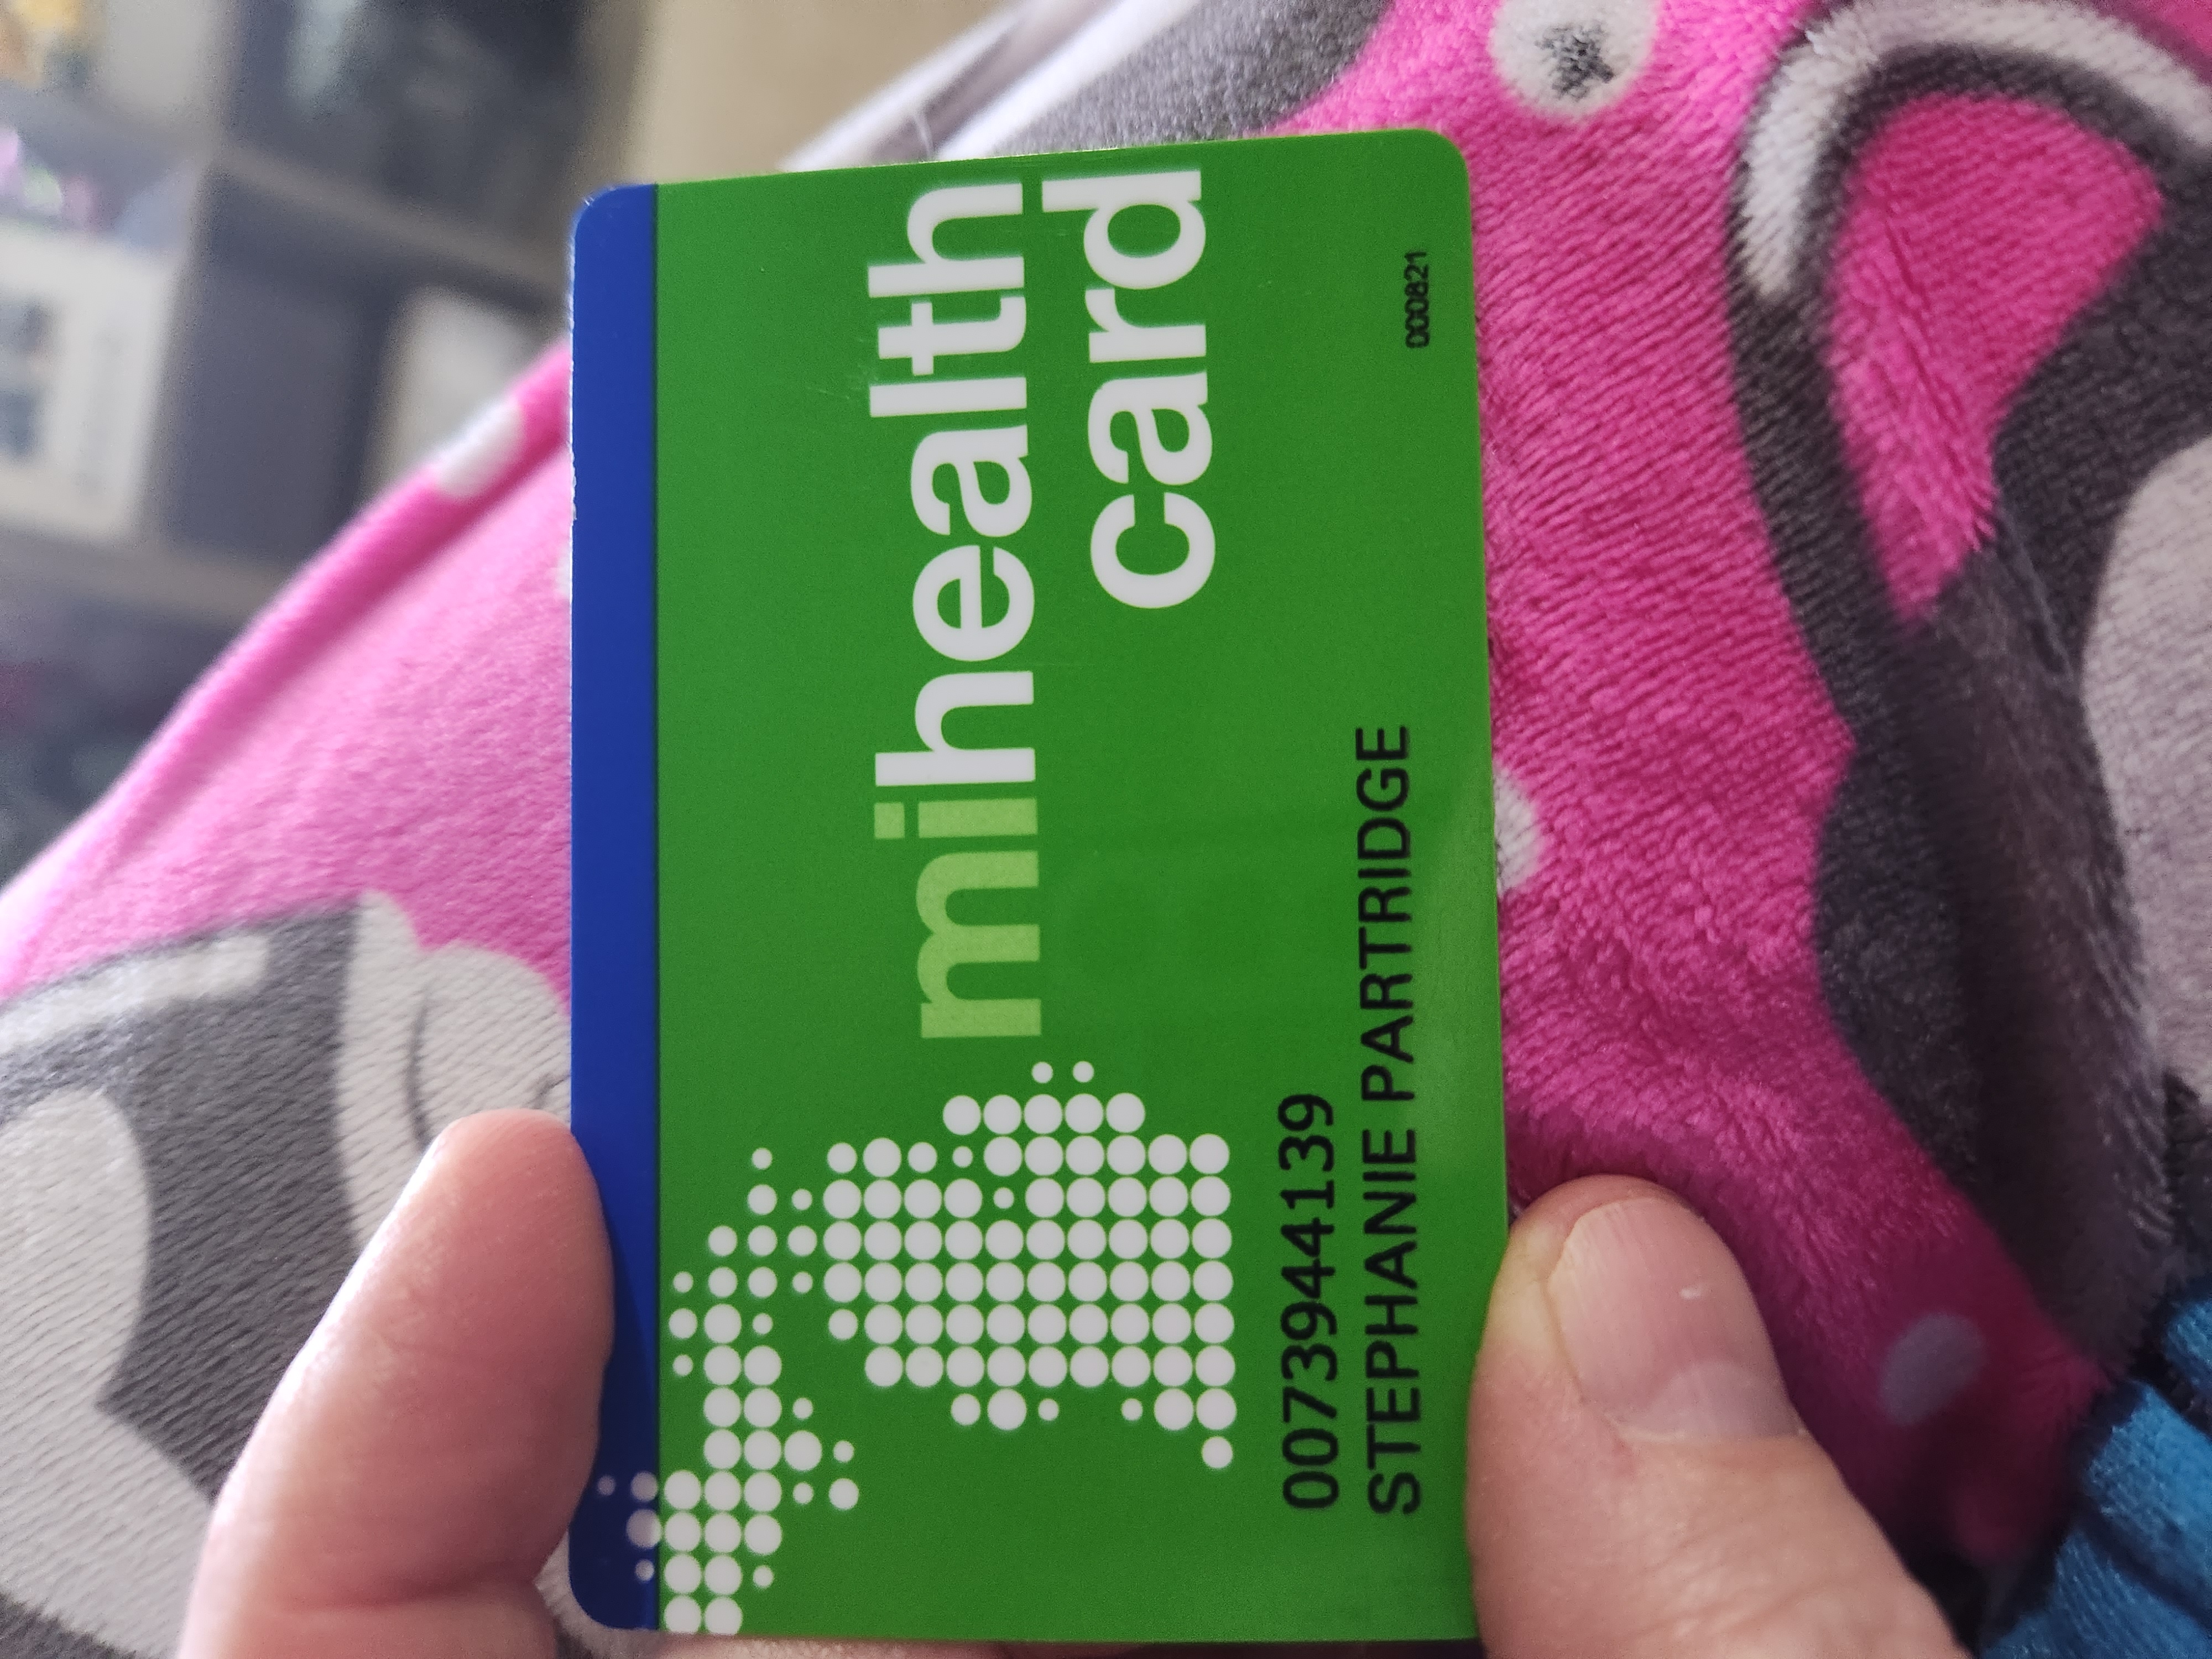 mihealth
card
0073944139
STEPHANIE PARTRIDGE
000821